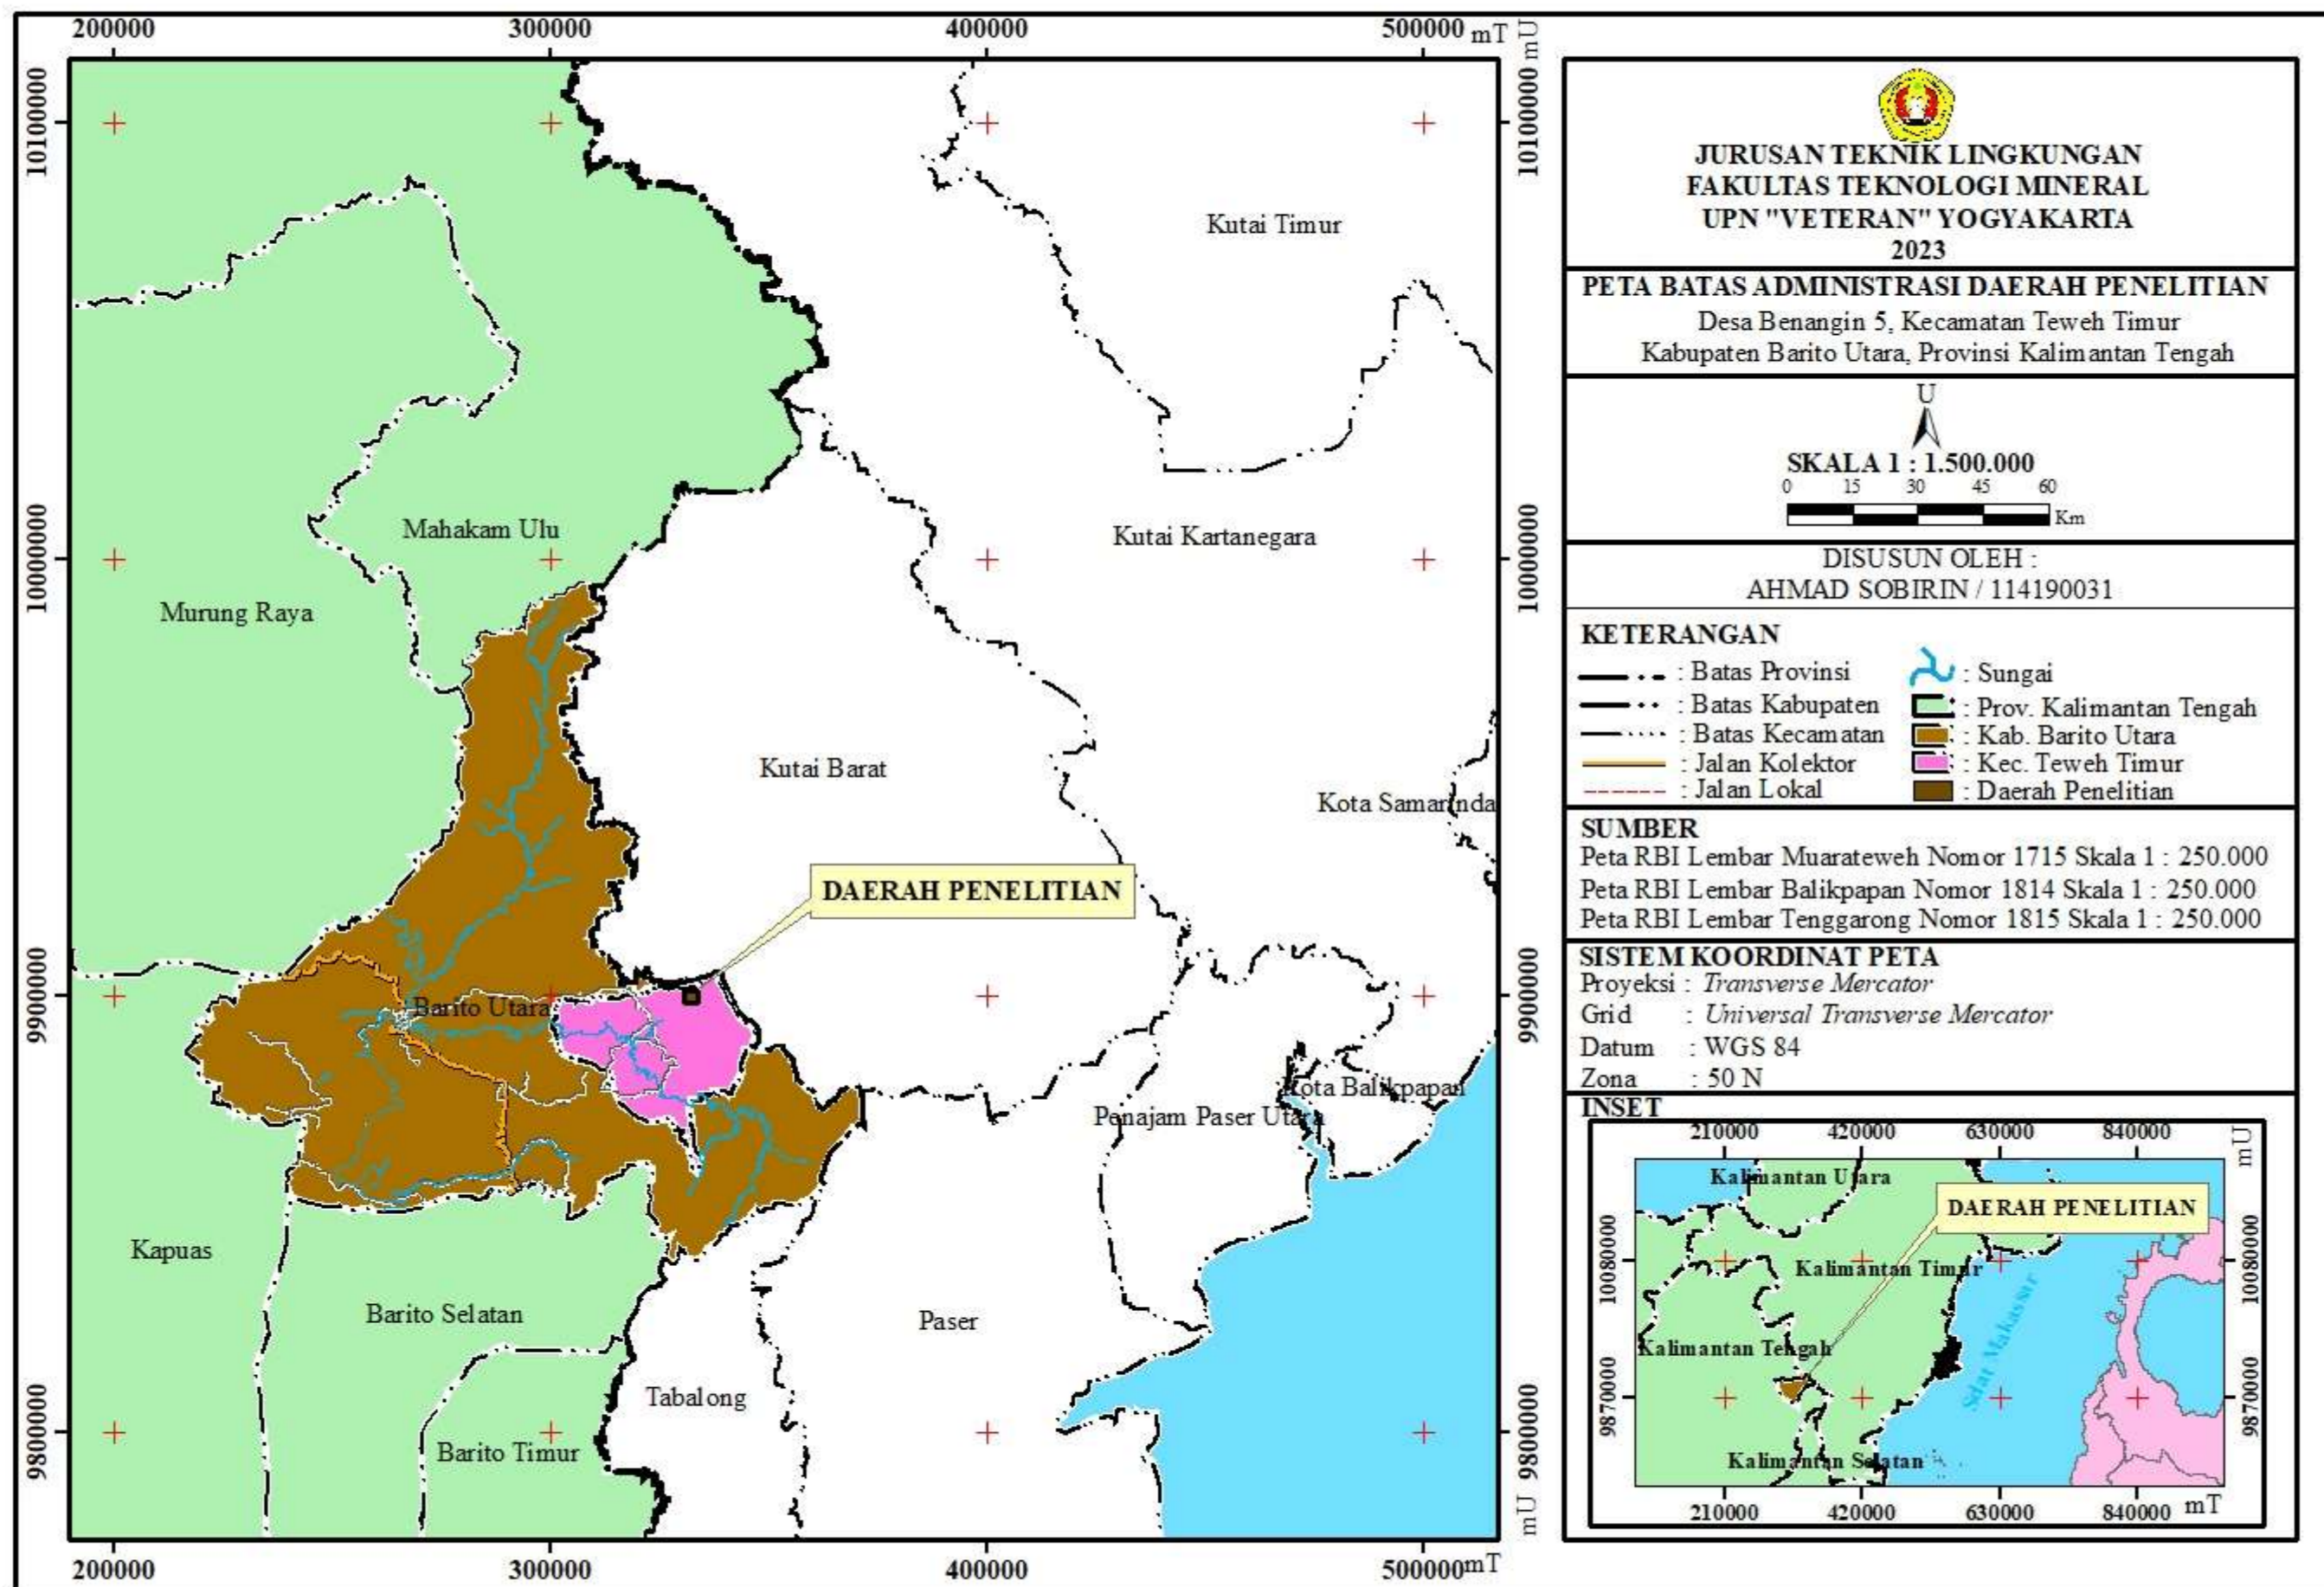 200000 300000 400000 500000 mT
mU
10100000 10100000
10000000 10000000
9900000 9900000
9800000 9800000
mU
Kutai Timur
Kutai Kartanegara
Mahakam Ulu
Murung Raya
Kutai Barat
Kota Samarinda
DAERAH PENELITIAN
Barito Utara
Kota Balikpapan
Penajam Paser Utara
Kapuas
Barito Selatan
Paser
Tabalong
Barito Timur
200000 300000 400000 500000 mT
JURUSAN TEKNIK LINGKUNGAN
FAKULTAS TEKNOLOGI MINERAL
UPN "VETERAN" YOGYAKARTA
2023
PETA BATAS ADMINISTRASI DAERAH PENELITIAN
Desa Benangin 5, Kecamatan Teweh Timur
Kabupaten Barito Utara, Provinsi Kalimantan Tengah
U
SKALA 1 : 1.500.000
0 15 30 45 60
Km
DISUSUN OLEH :
AHMAD SOBIRIN / 114190031
KETERANGAN
: Batas Provinsi
: Batas Kabupaten
: Batas Kecamatan
: Jalan Kolektor
: Jalan Lokal
: Sungai
: Prov. Kalimantan Tengah
: Kab. Barito Utara
: Kec. Teweh Timur
: Daerah Penelitian
SUMBER
Peta RBI Lembar Muarateweh Nomor 1715 Skala 1 : 250.000
Peta RBI Lembar Balikpapan Nomor 1814 Skala 1 : 250.000
Peta RBI Lembar Tenggarong Nomor 1815 Skala 1 : 250.000
SISTEM KOORDINAT PETA
Proyeksi : Transverse Mercator
Grid : Universal Transverse Mercator
Datum : WGS 84
Zona : 50 N
INSET
210000 420000 630000 840000
mU
Kalimantan Utara
DAERAH PENELITIAN
10080000 10080000
Kalimantan Timur
Selat Makassar
Kalimantan Tengah
9870000 9870000
Kalimantan Selatan
210000 420000 630000 840000 mT